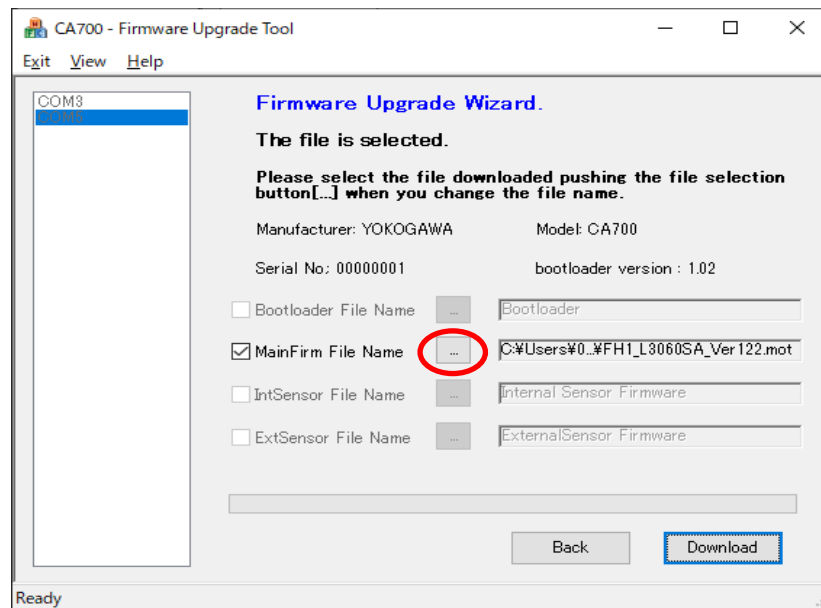 CA700 - Firmware Upgrade Tool
Exit View Help
COM3
COM5
Firmware Upgrade Wizard.
The file is selected.
Please select the file downloaded pushing the file selection
button[...] when you change the file name.
Manufacturer: YOKOGAWA Model: CA700
Serial No.: 00000001 bootloader version : 1.02
Bootloader File Name ... Bootloader
MainFirm File Name ... C:¥Users¥0..¥FH1_L3060SA_Ver122.mot
IntSensor File Name ... Internal Sensor Firmware
ExtSensor File Name ... ExternalSensor Firmware
Back Download
Ready